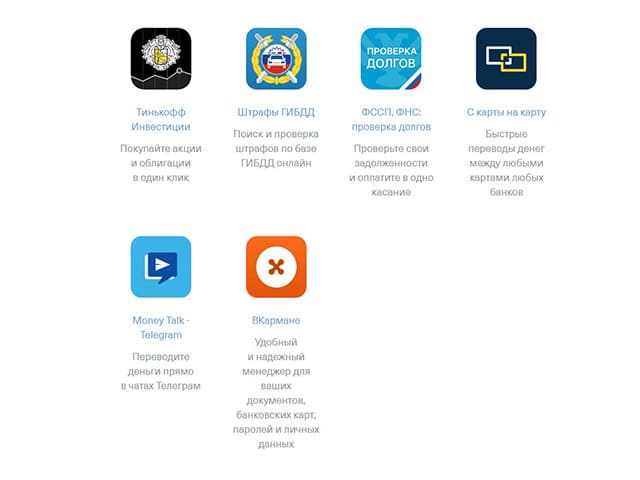 ПРОВЕРКА
ДОЛГОВ
Тинькофф
Инвестиции
Покупайте акции
и облигации
в один клик
Штрафы ГИБДД
Поиск и проверка
штрафов по базе
ГИБДД онлайн
ФССП, ФНС:
проверка долгов
Проверьте свои
задолженности
и оплатите в одно
касание
С карты на карту
Быстрые
переводы денег
между любыми
картами любых
банков
Money Talk -
Telegram
Переводите
деньги прямо
в чатах Телеграм
ВКармане
Удобный
и надежный
менеджер для
ваших
документов,
банковских карт,
паролей и личных
данных